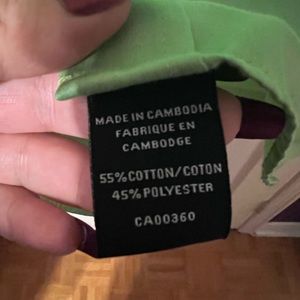 MADE IN CAMBODIA
FABRIQUE EN
CAMBODGE
55%COTTON/COTON
45%POLYESTER
CA00360